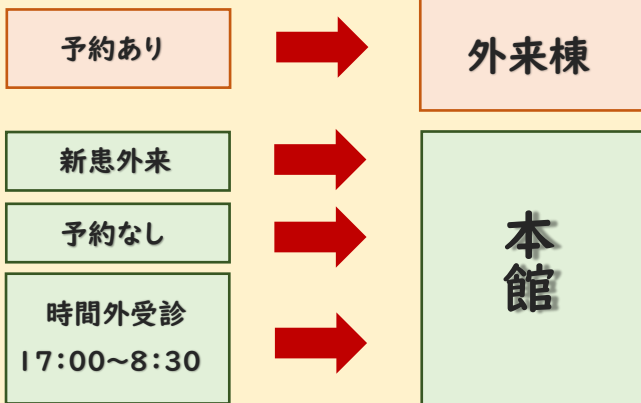 予約あり
外来棟
新患外来
予約なし
時間外受診
17:00~8:30
本館